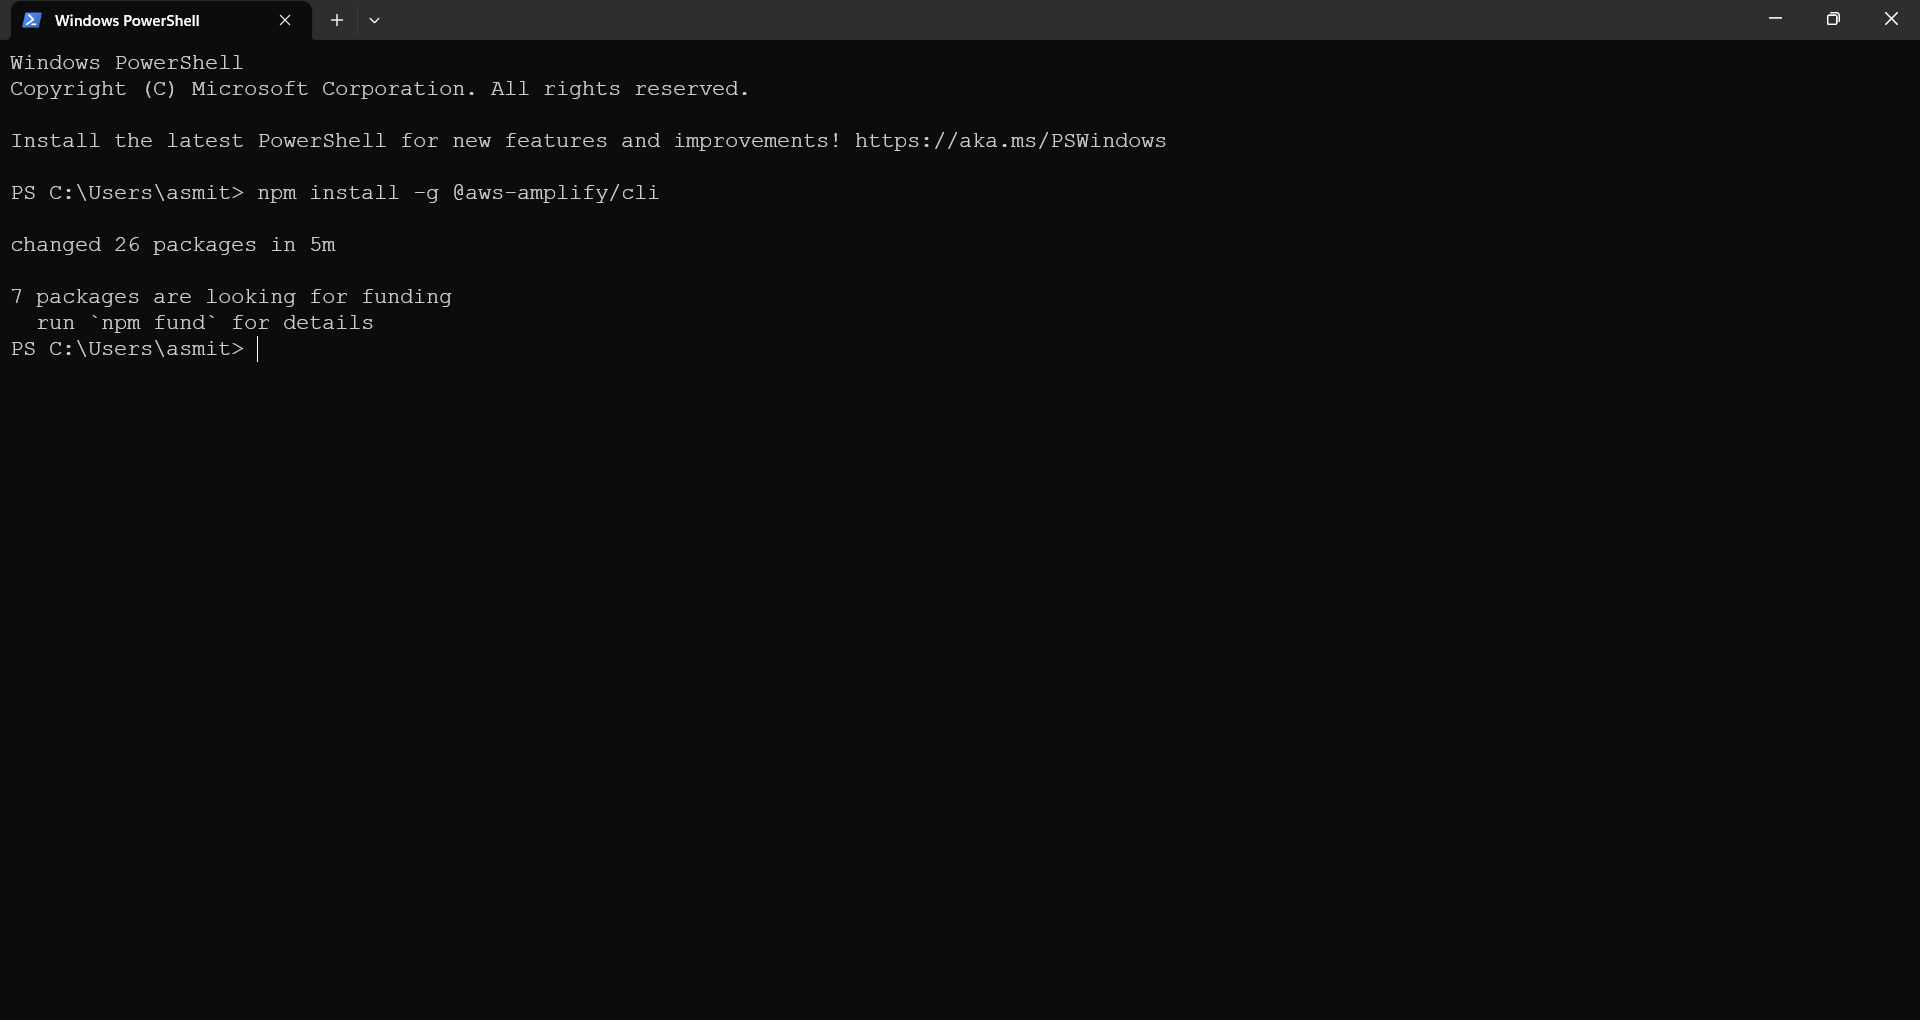 Windows PowerShell
Windows PowerShell
Copyright (C) Microsoft Corporation. All rights reserved.
Install the latest PowerShell for new features and improvements! https://aka.ms/PSWindows
PS C:\Users\asmit> npm install -g @aws-amplify/cli
changed 26 packages in 5m
7 packages are looking for funding
  run `npm fund` for details
PS C:\Users\asmit>